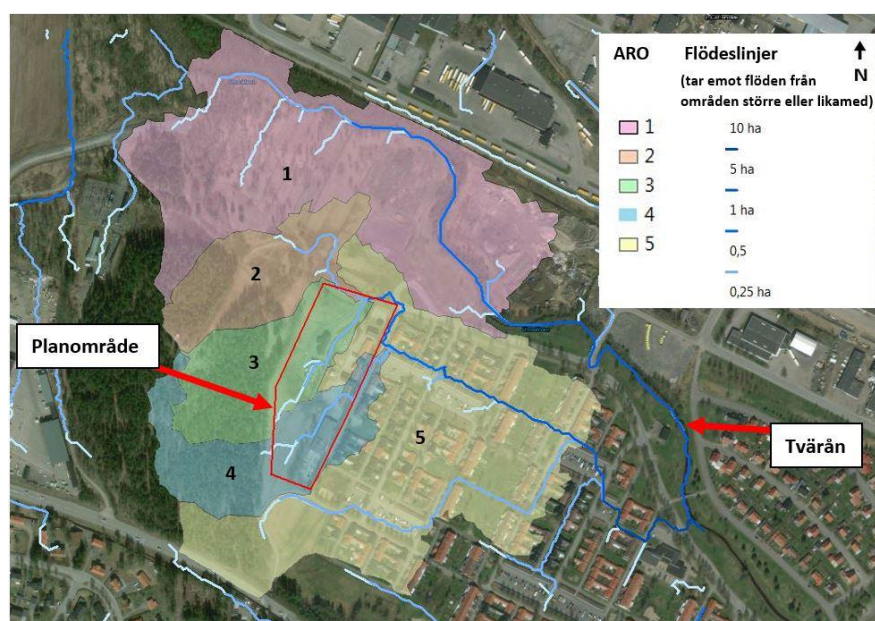 ARO Flödeslinjer
N
(tar emot flöden från
områden större eller likamed)
1 10 ha
2 5 ha
3 1 ha
4 0,5
5 0,25 ha
1
2
3
4
5
Planområde
Tvärån